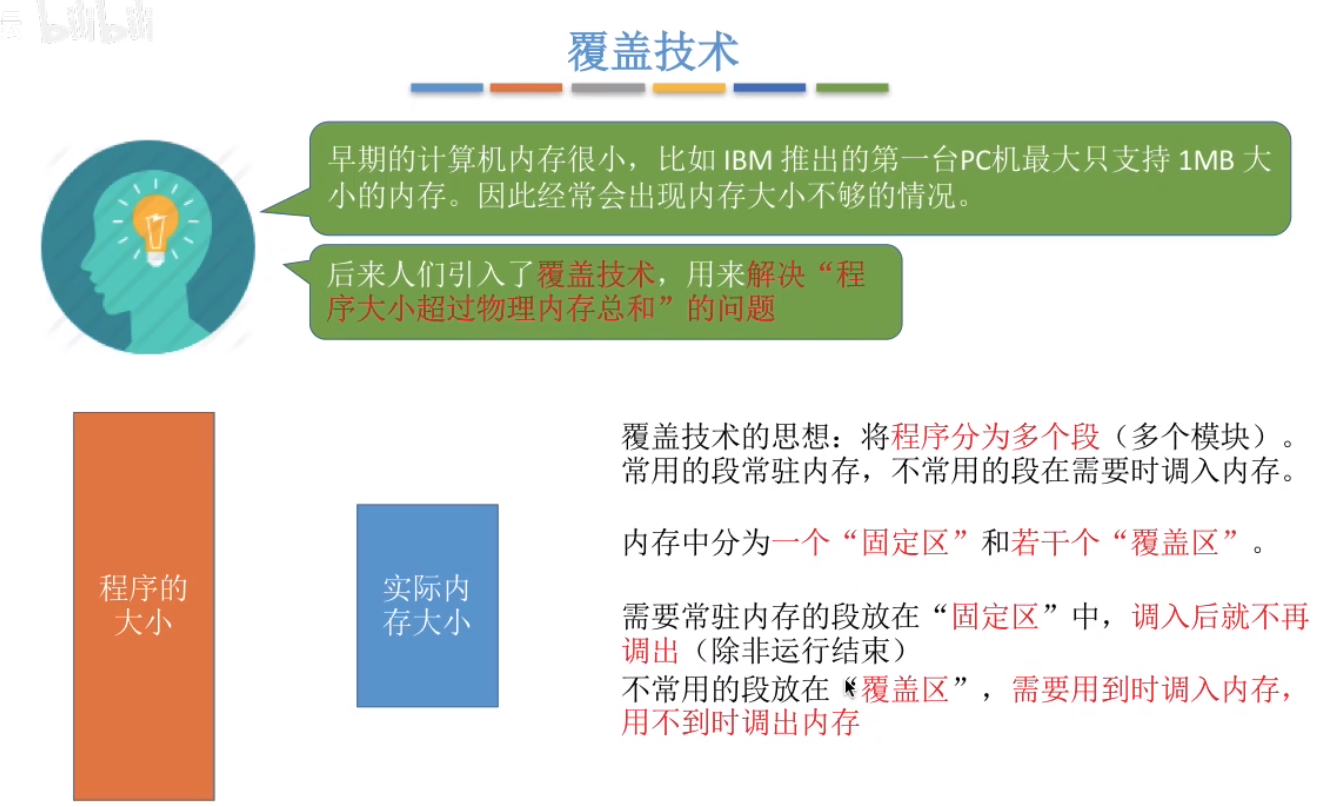 覆盖技术
早期的计算机内存很小，比如 IBM 推出的第一台PC机最大只支持 1MB 大
小的内存。因此经常会出现内存大小不够的情况。
后来人们引入了覆盖技术，用来解决“程
序大小超过物理内存总和”的问题
程序的
大小
实际内
存大小
覆盖技术的思想：将程序分为多个段（多个模块）。
常用的段常驻内存，不常用的段在需要时调入内存。
内存中分为一个“固定区”和若干个“覆盖区”。
需要常驻内存的段放在“固定区”中，调入后就不再
调出（除非运行结束）
不常用的段放在“覆盖区”，需要用到时调入内存，
用不到时调出内存